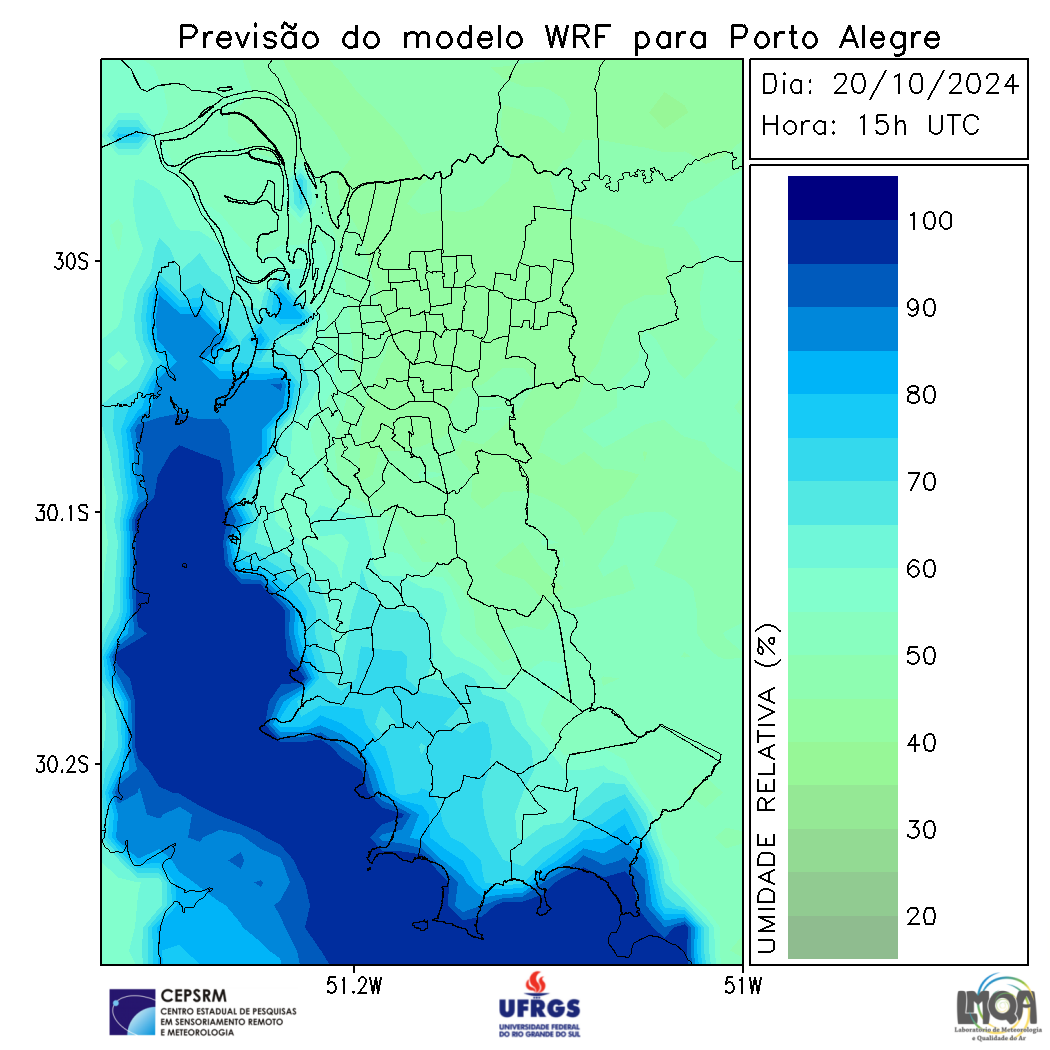 Previsão do modelo WRF para Porto Alegre
Dia: 20/10/2024
Hora: 15h UTC
100
90
80
70
60
50
40
30
20
UMIDADE RELATIVA (%)
30S
30.1S
30.2S
51.2W
51W
CEPSRM
CENTRO ESTADUAL DE PESQUISAS
EM SENSORIAMENTO REMOTO
E METEOROLOGIA
UFRGS
UNIVERSIDADE FEDERAL
DO RIO GRANDE DO SUL
LMQA
Laboratório de Meteorologia
e Qualidade do Ar